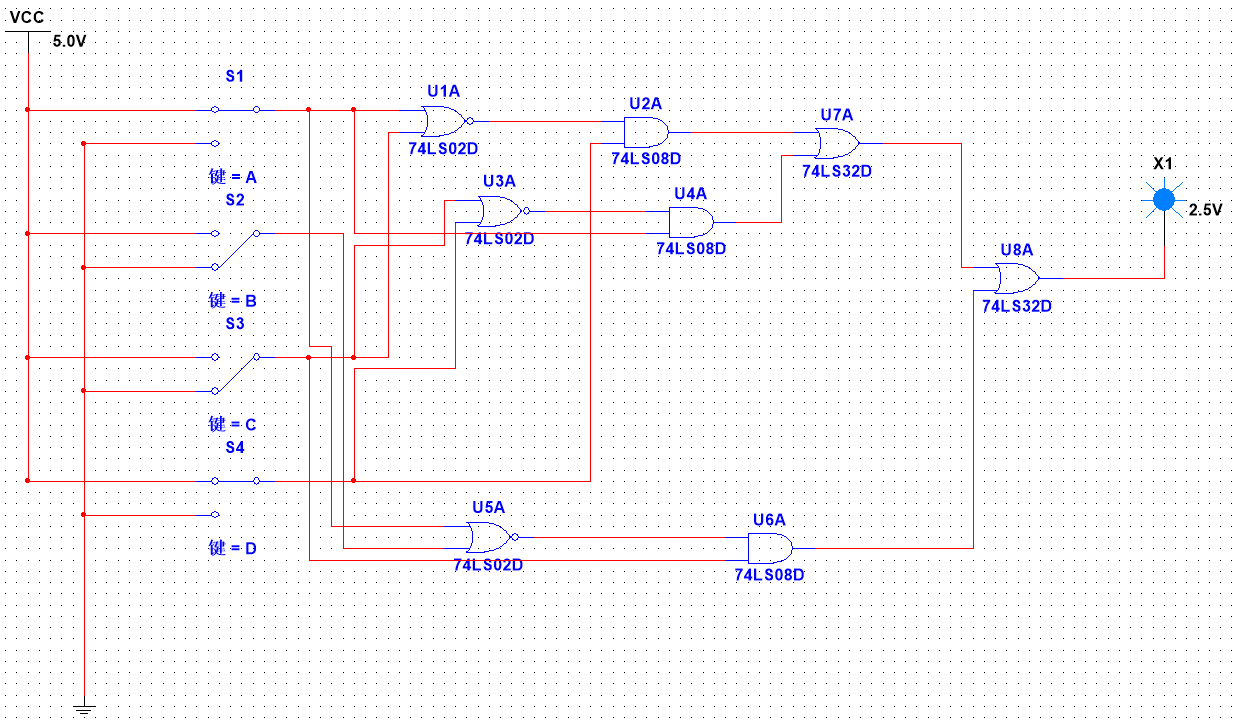 VCC
5.0V
S1
键 = A
S2
键 = B
S3
键 = C
S4
键 = D
U1A
74LS02D
U3A
74LS02D
U2A
74LS08D
U4A
74LS08D
U7A
74LS32D
X1
2.5V
U8A
74LS32D
U5A
74LS02D
U6A
74LS08D